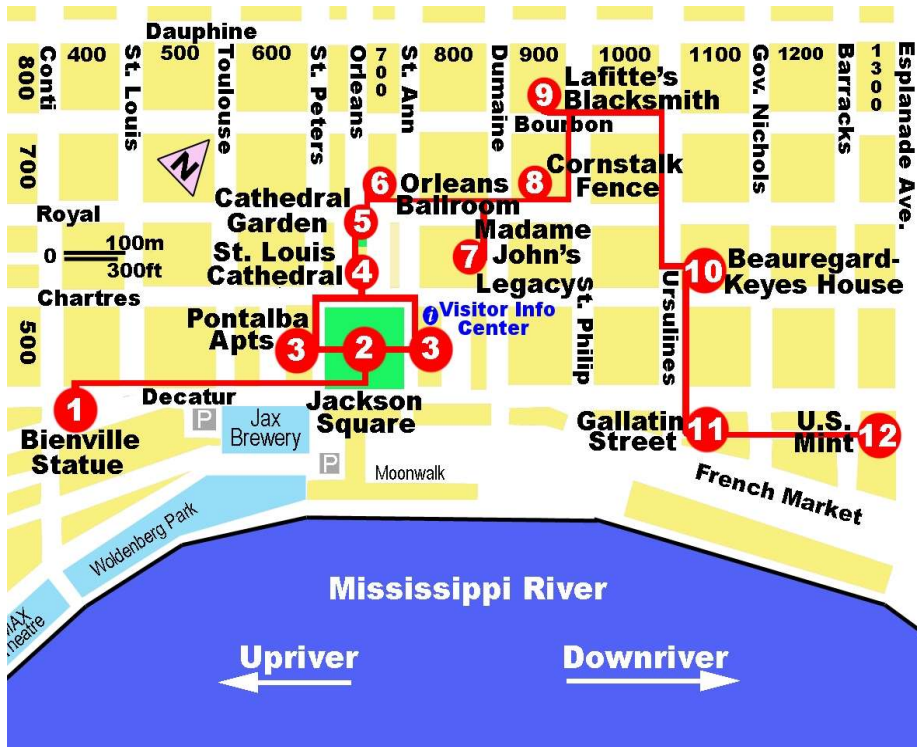 Dauphine
800
Conti
400
St. Louis
500
Toulouse
600
St. Peters
Orleans
700
St. Ann
800
Dumaine
900
1000
1100
Gov. Nichols
1200
Barracks
1300
Esplanade Ave.
9
Lafitte's
Blacksmith
Bourbon
700
N
6
Orleans
Ballroom
8
Cornstalk
Fence
Cathedral
Garden
5
Royal
0
100m
300ft
St. Louis
Cathedral
4
7
Madame
John's
Legacy
St. Philip
Ursulines
10
Beauregard-
Keyes House
Chartres
500
Pontalba
Apts
3
2
3
i
Visitor Info
Center
Decatur
1
Bienville
Statue
P
Jax
Brewery
Jackson
Square
Gallatin
Street
11
U.S.
Mint
12
P
Moonwalk
French Market
Woldenberg Park
MAX
heatre
Mississippi River
Upriver
Downriver